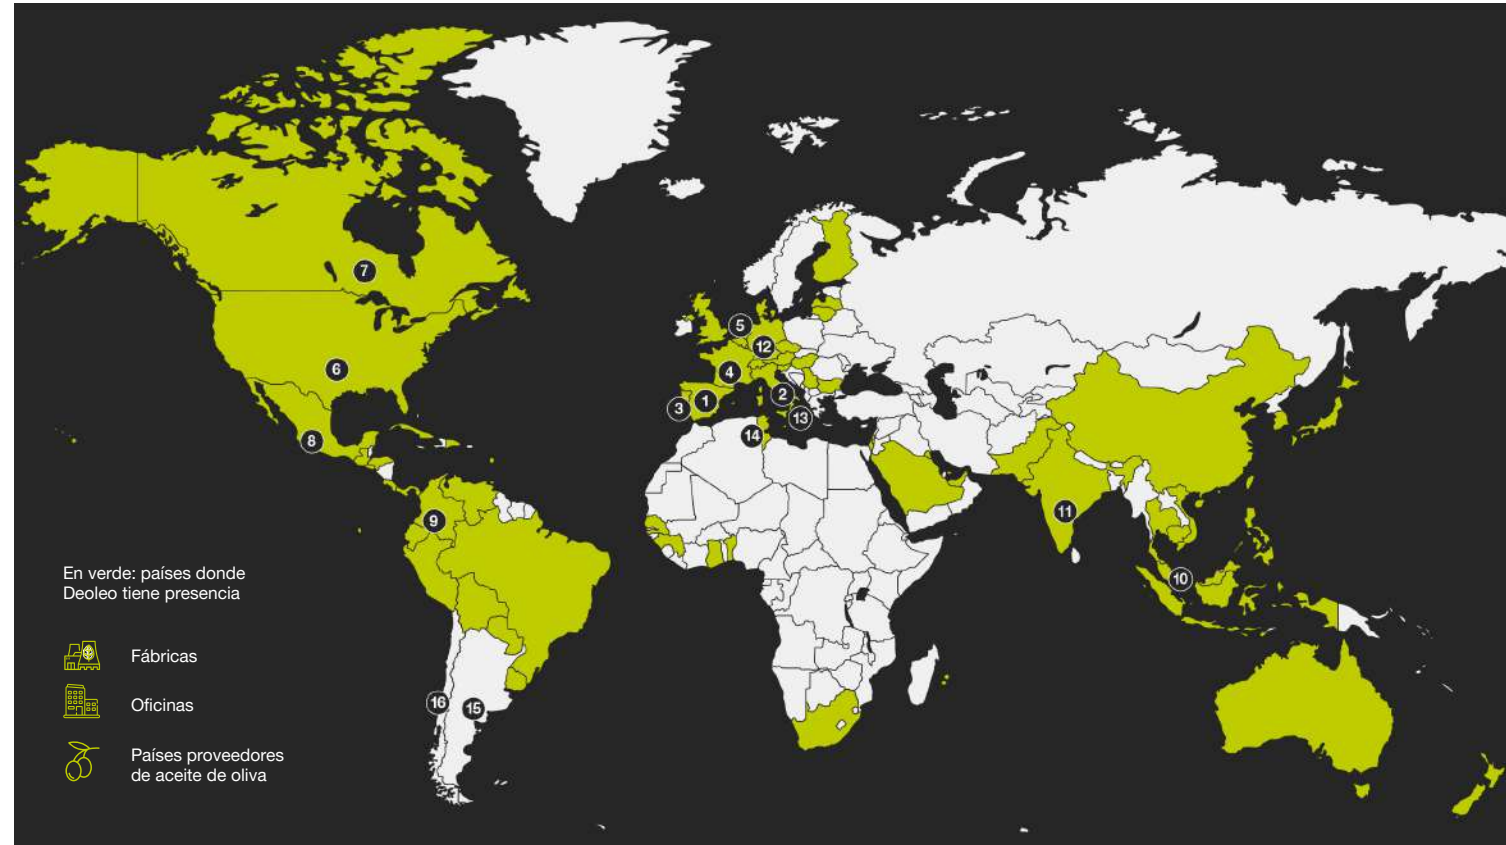 7
5
12
6
4
2
1
3
13
14
8
11
9
10
En verde: países donde
Deoleo tiene presencia
Fábricas
Oficinas
16
15
Países proveedores
de aceite de oliva